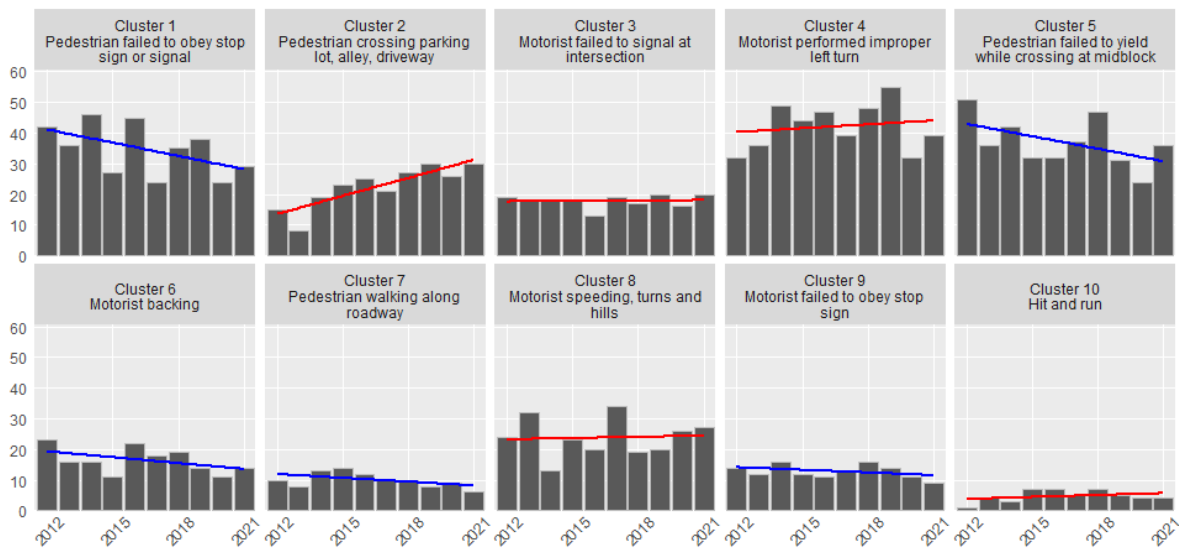 Cluster 1
Pedestrian failed to obey stop
sign or signal
Cluster 2
Pedestrian crossing parking
lot, alley, driveway
Cluster 3
Motorist failed to signal at
intersection
Cluster 4
Motorist performed improper
left turn
Cluster 5
Pedestrian failed to yield
while crossing at midblock
60
50
40
30
20
10
0
Cluster 6
Motorist backing
Cluster 7
Pedestrian walking along
roadway
Cluster 8
Motorist speeding, turns and
hills
Cluster 9
Motorist failed to obey stop
sign
Cluster 10
Hit and run
60
50
40
30
20
10
0
2012 2015 2018 2021
2012 2015 2018 2021
2012 2015 2018 2021
2012 2015 2018 2021
2012 2015 2018 2021